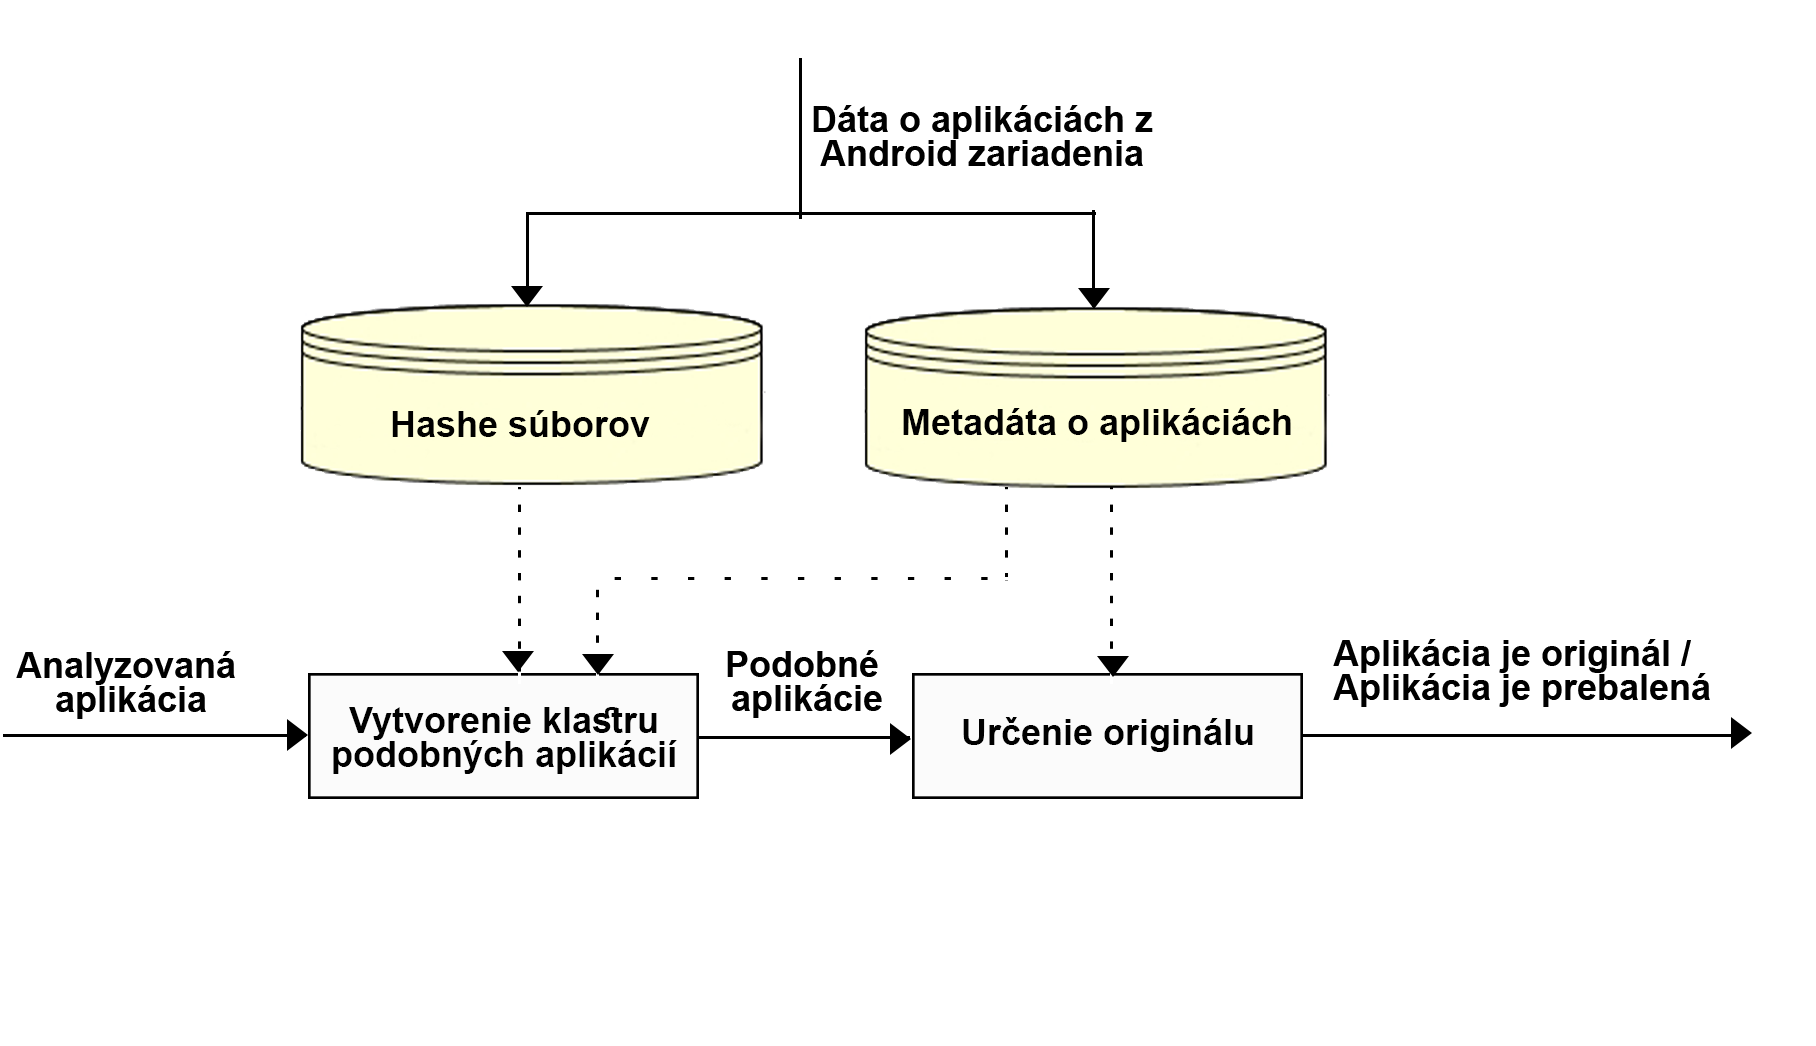 Dáta o aplikáciách z
Android zariadenia
Hashe súborov
Metadáta o aplikáciách
Analyzovaná
aplikácia
Vytvorenie klastru
podobných aplikácií
Podobné
aplikácie
Určenie originálu
Aplikácia je originál /
Aplikácia je prebalená